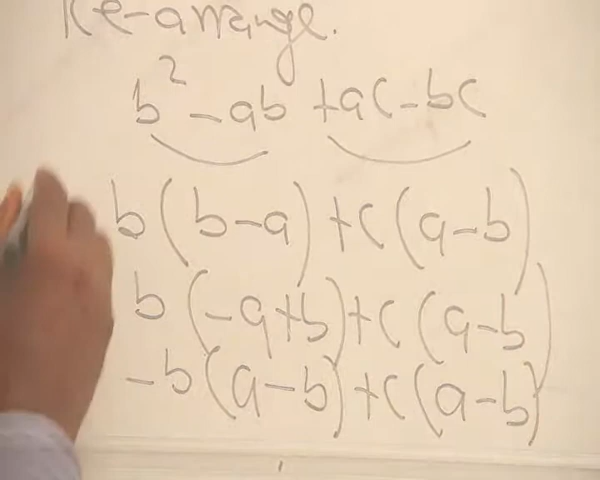 Re-arrange.
b² - ab + ac - bc
b(b-a) + c(a-b)
b(-a+b) + c(a-b)
-b(a-b) + c(a-b)